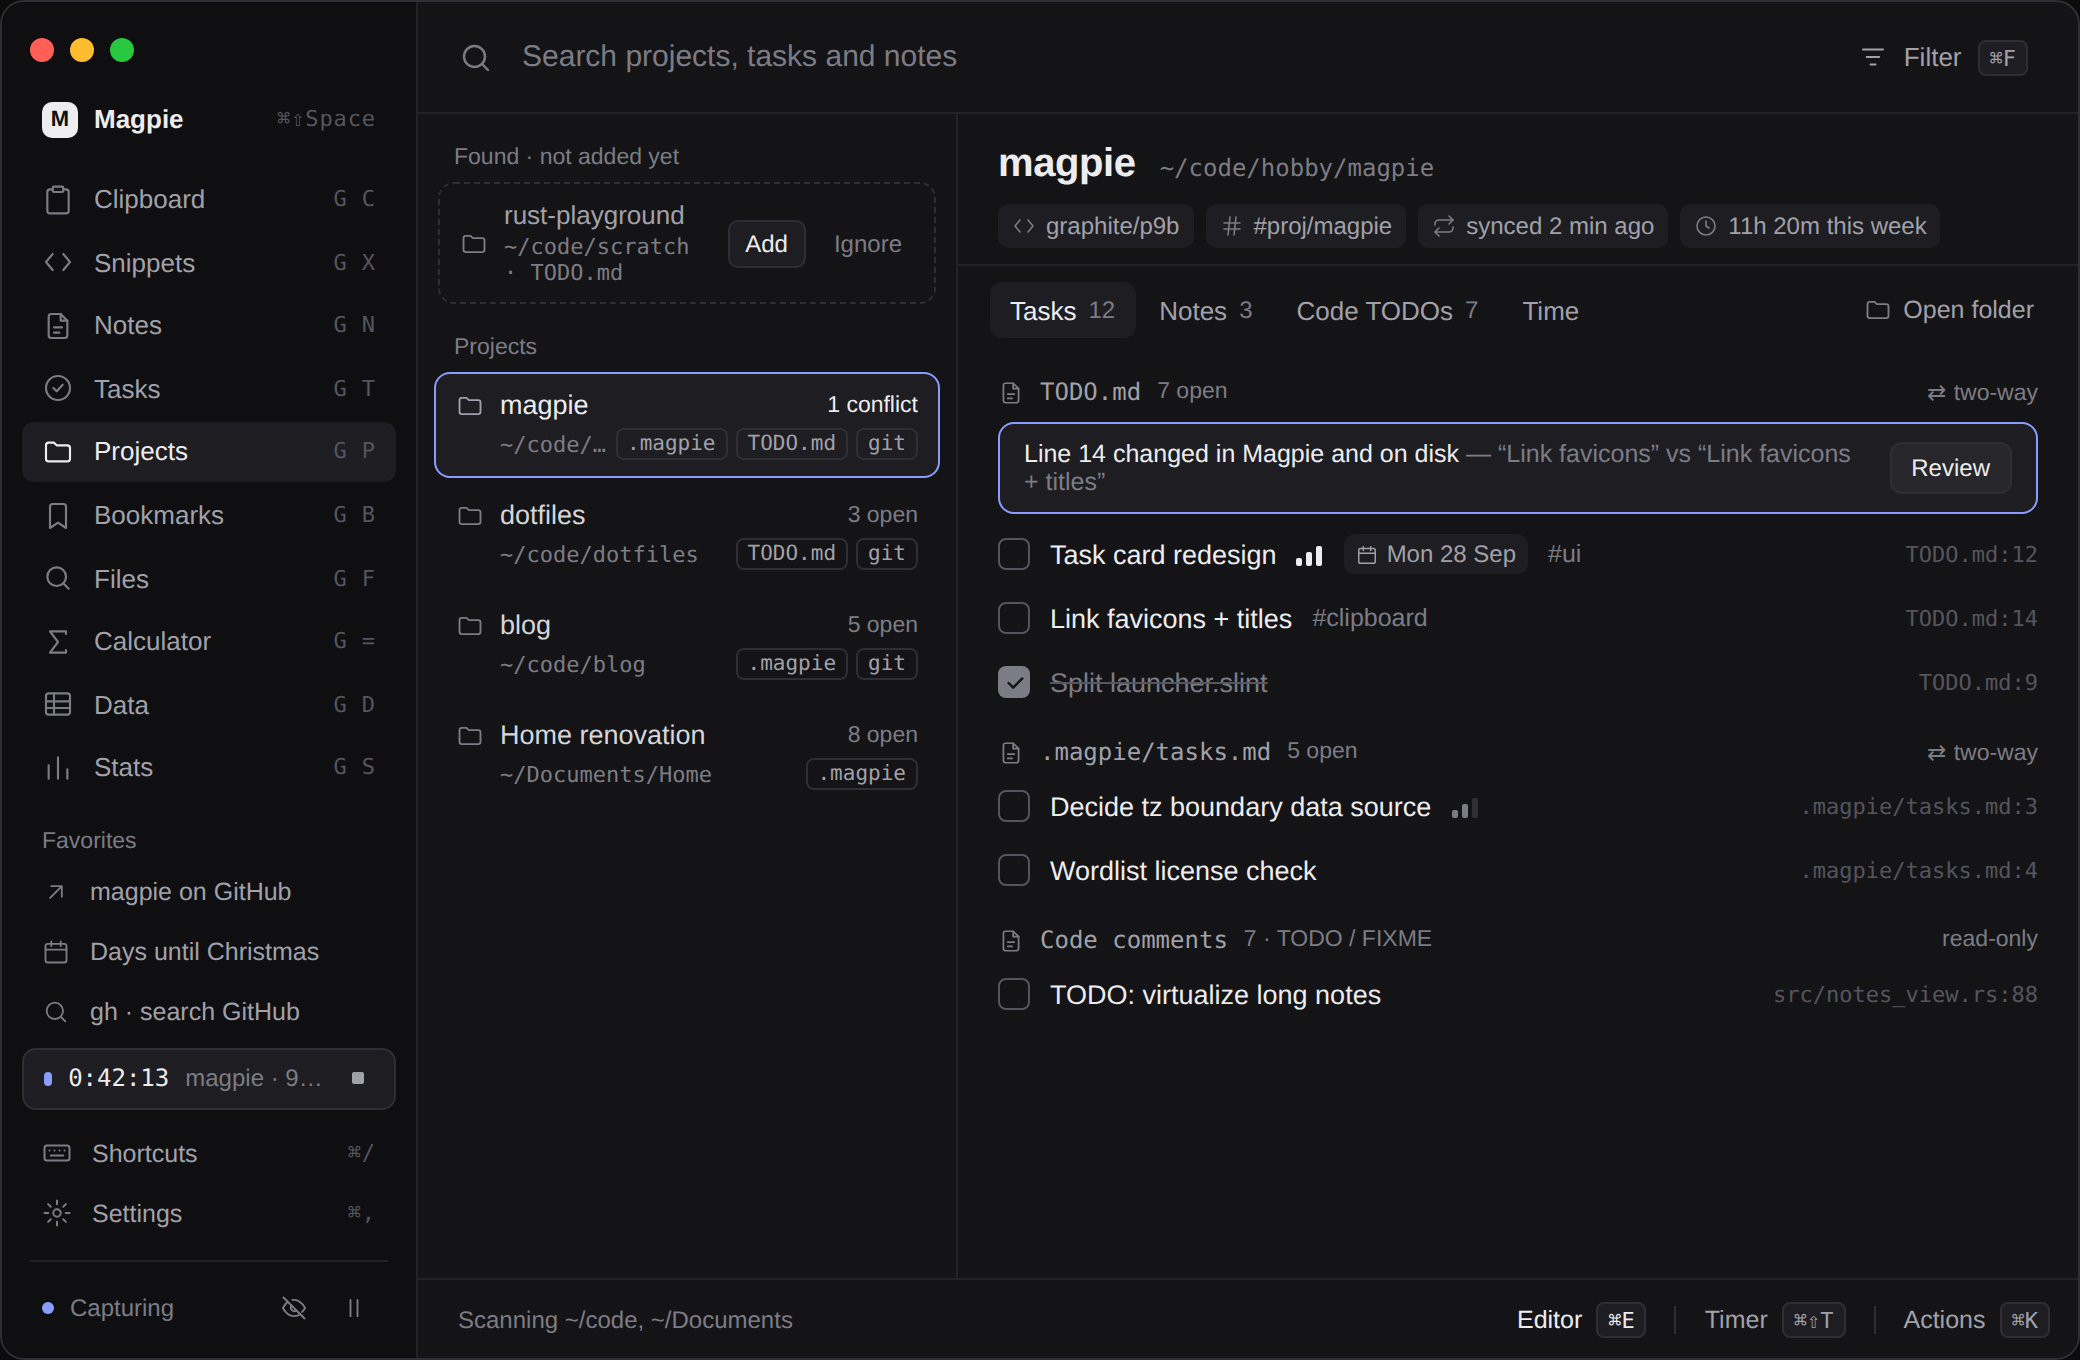 M Magpie ⌘⇧Space
Clipboard G C
Snippets G X
Notes G N
Tasks G T
Projects G P
Bookmarks G B
Files G F
Calculator G =
Data G D
Stats G S
Favorites
magpie on GitHub
Days until Christmas
gh · search GitHub
0:42:13 magpie · 9…
Shortcuts ⌘/
Settings ⌘,
Capturing
Search projects, tasks and notes
Filter ⌘F
Found · not added yet
rust-playground
~/code/scratch
· TODO.md
Add Ignore
Projects
magpie 1 conflict
~/code/… .magpie TODO.md git
dotfiles 3 open
~/code/dotfiles TODO.md git
blog 5 open
~/code/blog .magpie git
Home renovation 8 open
~/Documents/Home .magpie
magpie ~/code/hobby/magpie
graphite/p9b #proj/magpie synced 2 min ago 11h 20m this week
Tasks 12 Notes 3 Code TODOs 7 Time Open folder
TODO.md 7 open ⇄ two-way
Line 14 changed in Magpie and on disk — “Link favicons” vs “Link favicons
+ titles”
Review
Task card redesign Mon 28 Sep #ui TODO.md:12
Link favicons + titles #clipboard TODO.md:14
Split launcher.slint TODO.md:9
.magpie/tasks.md 5 open ⇄ two-way
Decide tz boundary data source .magpie/tasks.md:3
Wordlist license check .magpie/tasks.md:4
Code comments 7 · TODO / FIXME read-only
TODO: virtualize long notes src/notes_view.rs:88
Scanning ~/code, ~/Documents
Editor ⌘E Timer ⌘⇧T Actions ⌘K